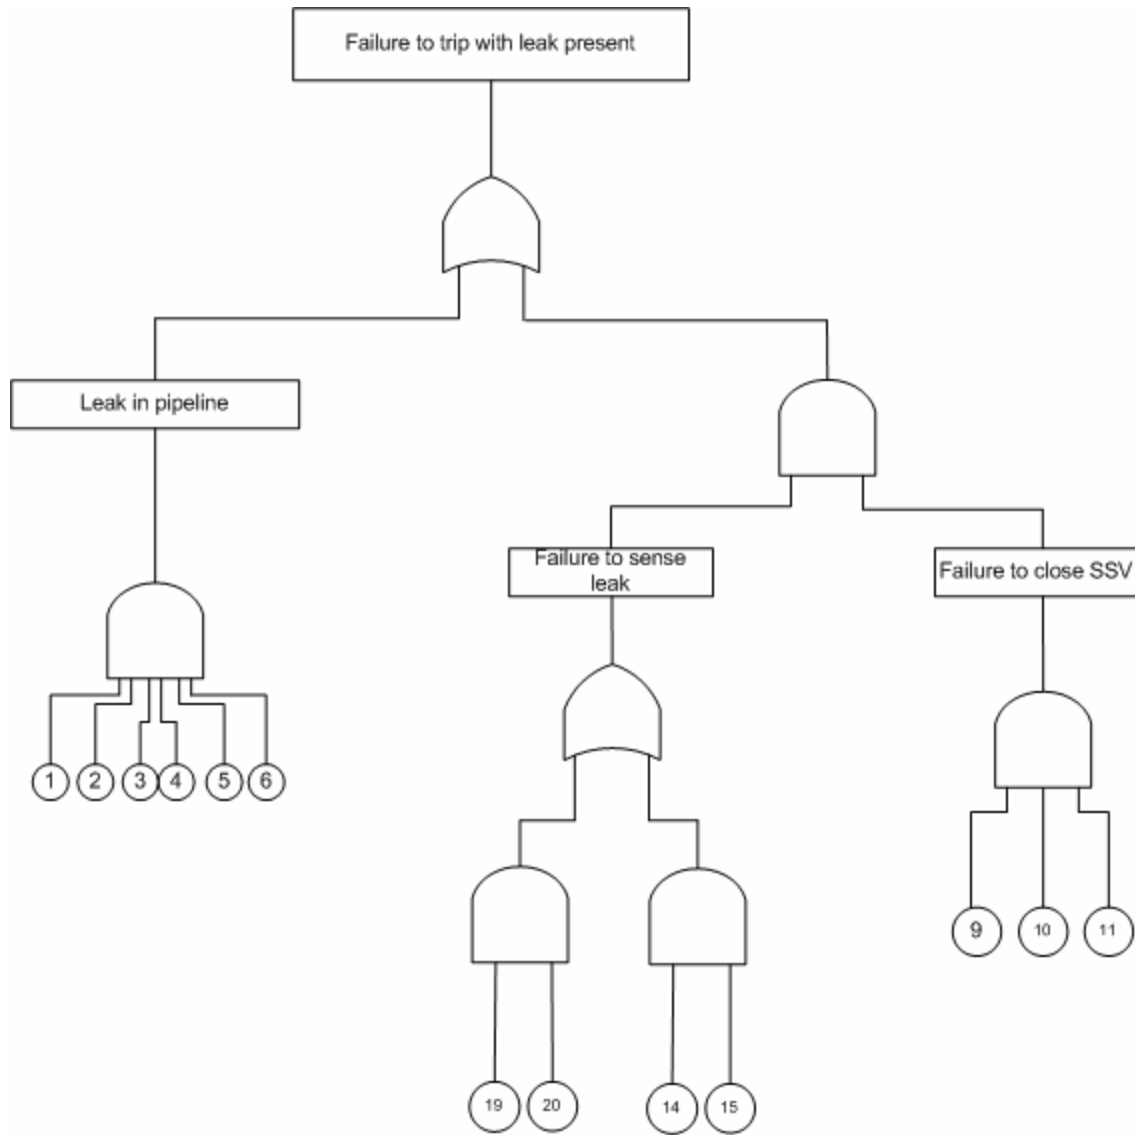 Failure to trip with leak present
Leak in pipeline
Failure to sense
leak
Failure to close SSV
1 2 3 4 5 6
9 10 11
19 20 14 15